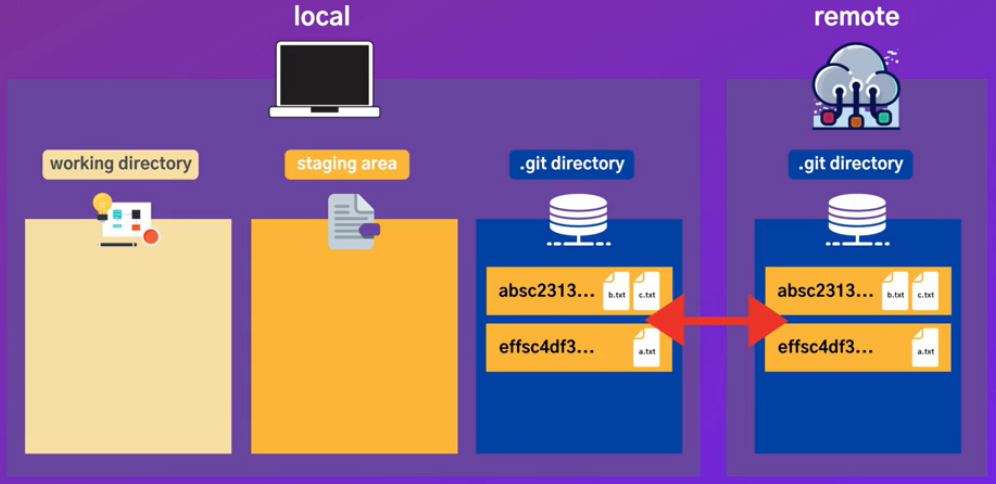 local
remote
working directory
staging area
.git directory
.git directory
absc2313...
b.txt
c.txt
effsc4df3...
a.txt
absc2313...
b.txt
c.txt
effsc4df3...
a.txt